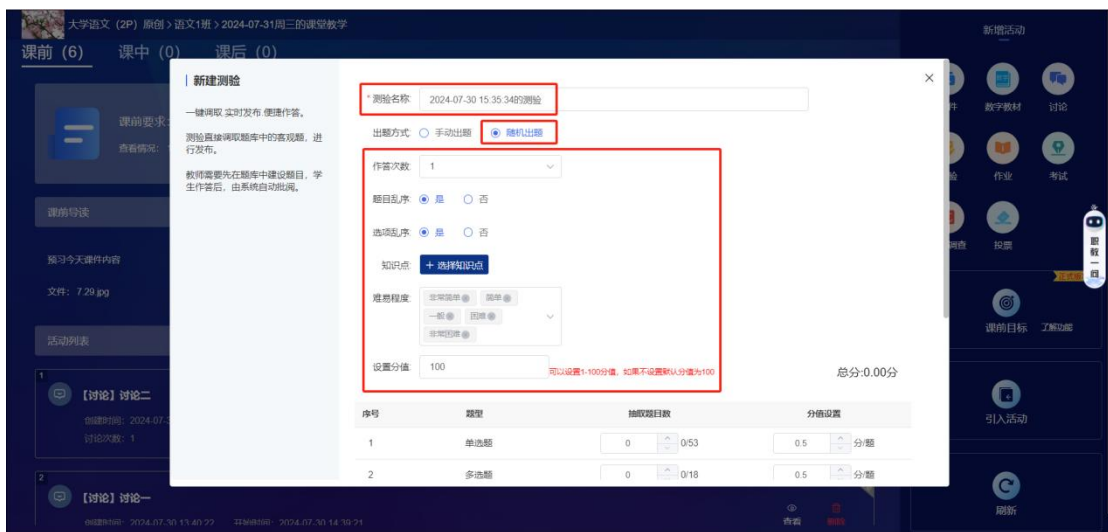 大学语文（2P）原创 > 语文1班 > 2024-07-31周三的课堂教学
课前（6） 课中（0） 课后（0）
新增活动
新建测验
一键调取.实时发布.便捷作答。
测验直接调取题库中的客观题，进
行发布。
教师需要先在题库中建设题目，学
生作答后，由系统自动批阅。
* 测验名称: 2024-07-30 15:35:34的测验
出题方式: 手动出题 随机出题
作答次数: 1
题目乱序: 是 否
选项乱序: 是 否
知识点: + 选择知识点
难易程度: 非常简单 简单
一般 困难
非常困难
设置分值: 100 可以设置1-100分值，如果不设置默认分值为100
总分:0.00分
序号 题型 抽取题目数 分值设置
1 单选题 0 0/53 0.5 分/题
2 多选题 0 0/18 0.5 分/题
课前要求:
查看情况:
课前导读
预习今天课件内容
文件: 7.29.jpg
活动列表
1
【讨论】讨论二
创建时间: 2024-07-3
讨论次数: 1
2
【讨论】讨论一
创建时间: 2024-07-30 13:40:22 开始时间: 2024-07-30 14:39:21
查看 删除
件 数字教材 讨论
验 作业 考试
调查 投票
职教一问
课前目标 了解功能
引入活动
刷新